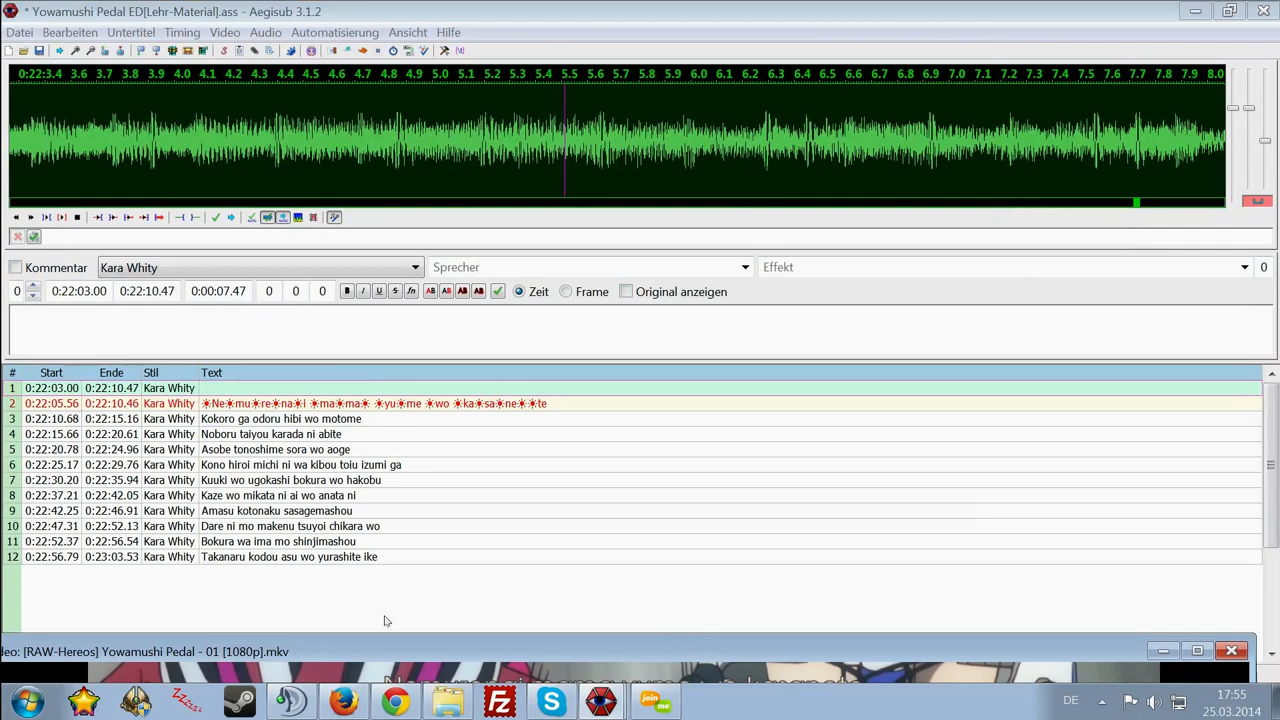 * Yowamushi Pedal ED[Lehr-Material].ass - Aegisub 3.1.2
Datei Bearbeiten Untertitel Timing Video Audio Automatisierung Ansicht Hilfe
0:22:3.4 3.6 3.8 3.9 4.0 4.1 4.2 4.3 4.4 4.5 4.6 4.7 4.8 4.9 5.0 5.1 5.2 5.3 5.4 5.5 5.6 5.7 5.8 5.9 6.0 6.1 6.2 6.3 6.4 6.5 6.6 6.7 6.8 6.9 7.0 7.1 7.2 7.3 7.4 7.5 7.6 7.7 7.8 7.9 8.0
Kommentar Kara Whity Sprecher Effekt 0
0 0:22:03.00 0:22:10.47 0:00:07.47 0 0 0 B I U S fn AB AB AB AB Zeit Frame Original anzeigen
# Start Ende Stil Text
1 0:22:03.00 0:22:10.47 Kara Whity
2 0:22:05.56 0:22:10.46 Kara Whity ☀Ne☀mu☀re☀na☀i ☀ma☀ma☀ ☀yu☀me ☀wo ☀ka☀sa☀ne☀☀te
3 0:22:10.68 0:22:15.16 Kara Whity Kokoro ga odoru hibi wo motome
4 0:22:15.66 0:22:20.61 Kara Whity Noboru taiyou karada ni abite
5 0:22:20.78 0:22:24.96 Kara Whity Asobe tonoshime sora wo aoge
6 0:22:25.17 0:22:29.76 Kara Whity Kono hiroi michi ni wa kibou toiu izumi ga
7 0:22:30.20 0:22:35.94 Kara Whity Kuuki wo ugokashi bokura wo hakobu
8 0:22:37.21 0:22:42.05 Kara Whity Kaze wo mikata ni ai wo anata ni
9 0:22:42.25 0:22:46.91 Kara Whity Amasu kotonaku sasagemashou
10 0:22:47.31 0:22:52.13 Kara Whity Dare ni mo makenu tsuyoi chikara wo
11 0:22:52.37 0:22:56.54 Kara Whity Bokura wa ima mo shinjimashou
12 0:22:56.79 0:23:03.53 Kara Whity Takanaru kodou asu wo yurashite ike
deo: [RAW-Hereos] Yowamushi Pedal - 01 [1080p].mkv
Zzzz FZ S join me DE 17:55
25.03.2014